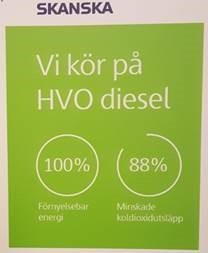 SKANSKA
Vi kör på
HVO diesel
100%
Förnyelsebar
energi
88%
Minskade
koldioxidutsläpp